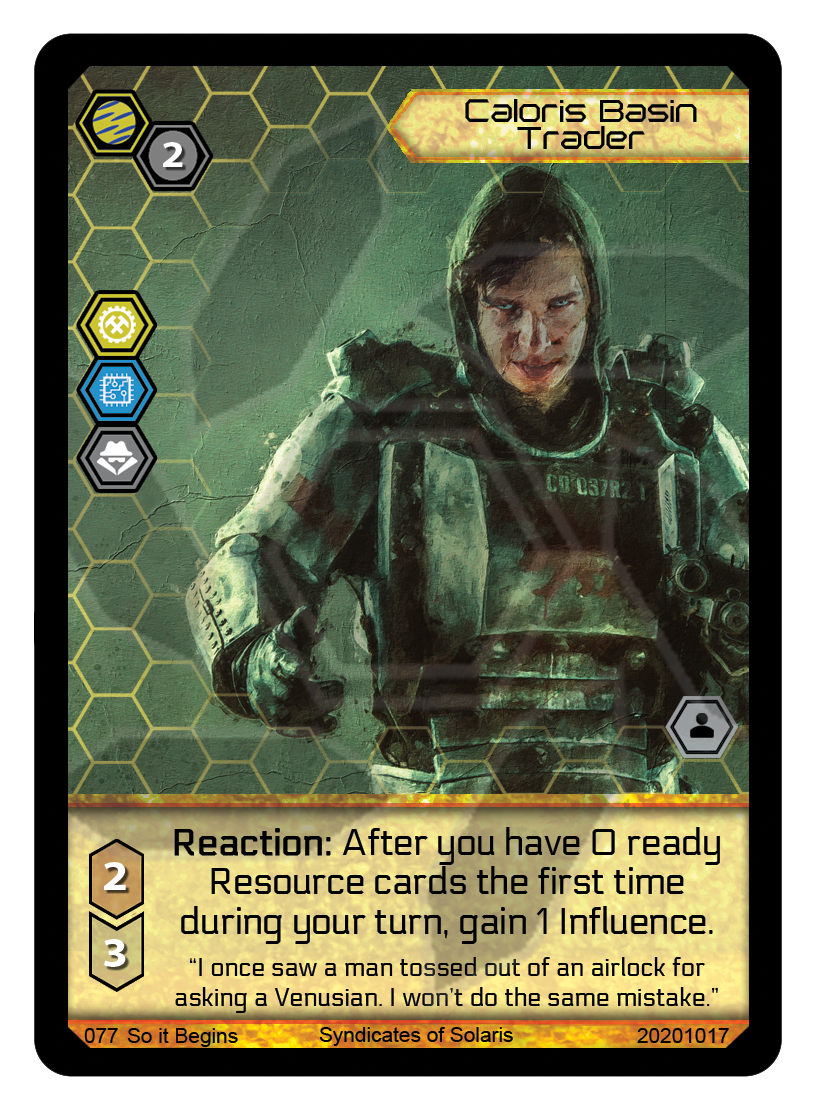 Caloris Basin
Trader
2
CO 037R2 1
2
3
Reaction: After you have 0 ready
Resource cards the first time
during your turn, gain 1 Influence.
“I once saw a man tossed out of an airlock for
asking a Venusian. I won’t do the same mistake.”
077 So it Begins
Syndicates of Solaris
20201017